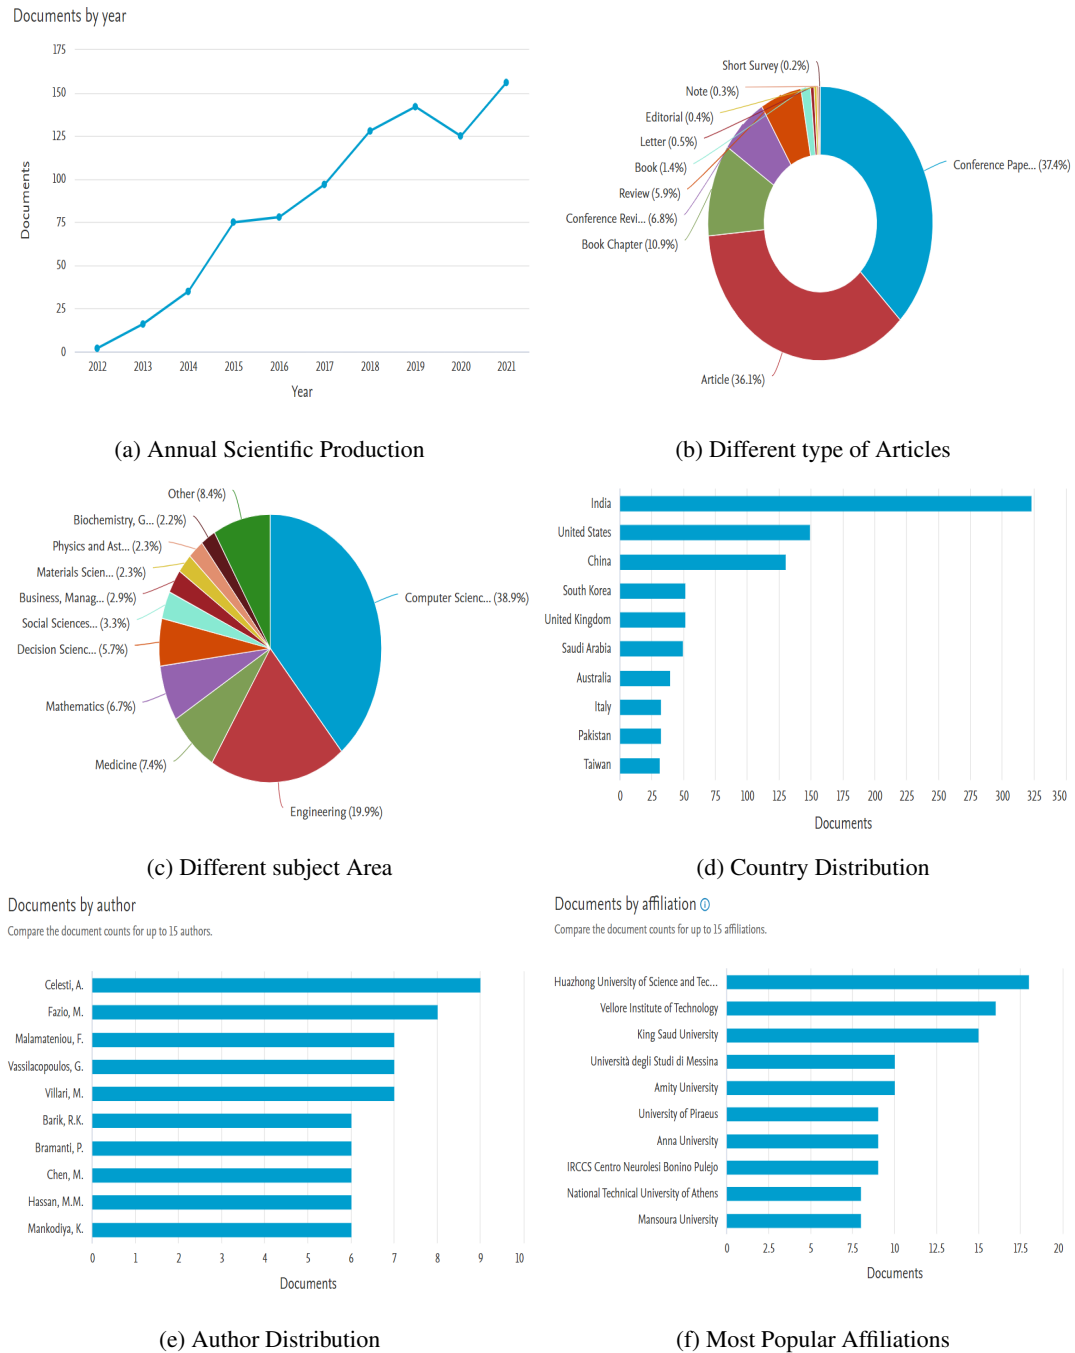 Documents by year
175
150
125
100
75
50
25
0
Documents
2012 2013 2014 2015 2016 2017 2018 2019 2020 2021
Year
(a) Annual Scientific Production
Short Survey (0.2%)
Note (0.3%)
Editorial (0.4%)
Letter (0.5%)
Book (1.4%)
Review (5.9%)
Conference Revi... (6.8%)
Book Chapter (10.9%)
Conference Pape... (37.4%)
Article (36.1%)
(b) Different type of Articles
Other (8.4%)
Biochemistry, G... (2.2%)
Physics and Ast... (2.3%)
Materials Scien... (2.3%)
Business, Manag... (2.9%)
Social Sciences... (3.3%)
Decision Scienc... (5.7%)
Mathematics (6.7%)
Medicine (7.4%)
Computer Scienc... (38.9%)
Engineering (19.9%)
(c) Different subject Area
India
United States
China
South Korea
United Kingdom
Saudi Arabia
Australia
Italy
Pakistan
Taiwan
0 25 50 75 100 125 150 175 200 225 250 275 300 325 350
Documents
(d) Country Distribution
Documents by author
Compare the document counts for up to 15 authors.
Celesti, A.
Fazio, M.
Malamateniou, F.
Vassilacopoulos, G.
Villari, M.
Barik, R.K.
Bramanti, P.
Chen, M.
Hassan, M.M.
Mankodiya, K.
0 1 2 3 4 5 6 7 8 9 10
Documents
(e) Author Distribution
Documents by affiliation
Compare the document counts for up to 15 affiliations.
Huazhong University of Science and Tec...
Vellore Institute of Technology
King Saud University
Università degli Studi di Messina
Amity University
University of Piraeus
Anna University
IRCCS Centro Neurolesi Bonino Pulejo
National Technical University of Athens
Mansoura University
0 2.5 5 7.5 10 12.5 15 17.5 20
Documents
(f) Most Popular Affiliations